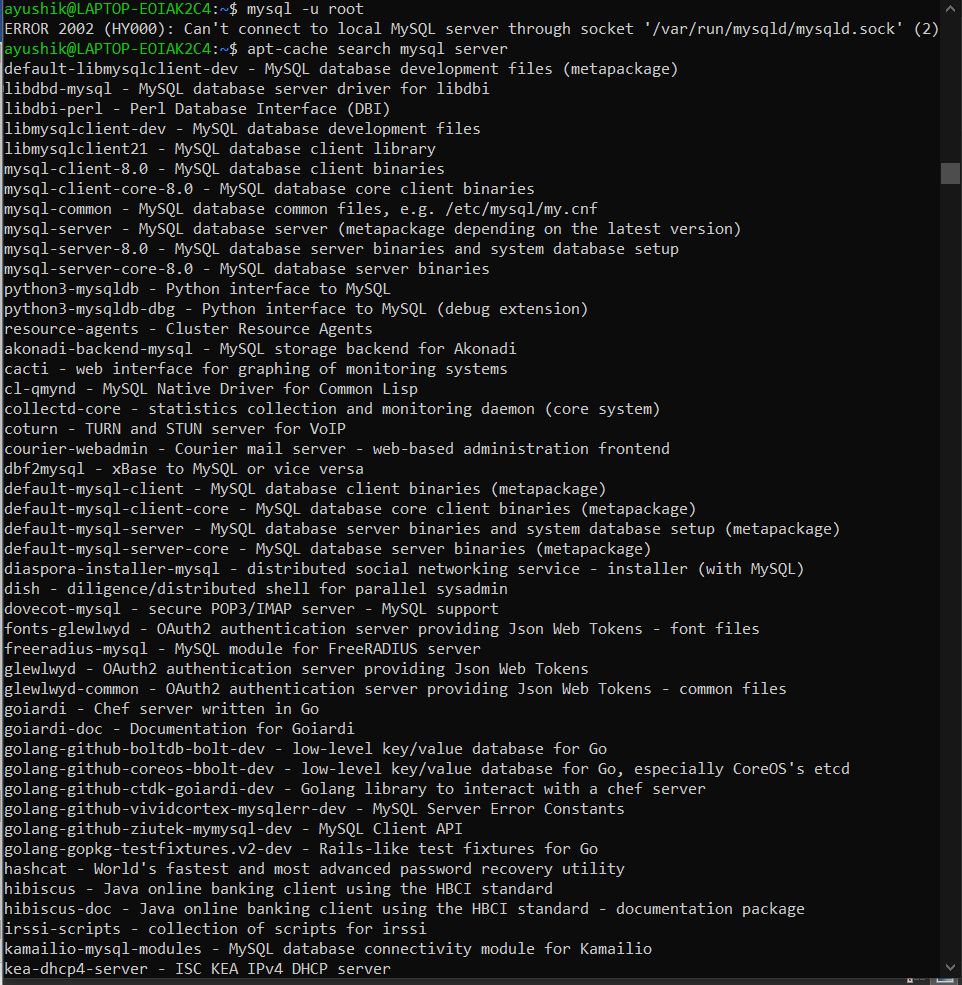 ayushik@LAPTOP-EOIAK2C4:~$ mysql -u root
ERROR 2002 (HY000): Can't connect to local MySQL server through socket '/var/run/mysqld/mysqld.sock' (2)
ayushik@LAPTOP-EOIAK2C4:~$ apt-cache search mysql server
default-libmysqlclient-dev - MySQL database development files (metapackage)
libdbd-mysql - MySQL database server driver for libdbi
libdbi-perl - Perl Database Interface (DBI)
libmysqlclient-dev - MySQL database development files
libmysqlclient21 - MySQL database client library
mysql-client-8.0 - MySQL database client binaries
mysql-client-core-8.0 - MySQL database core client binaries
mysql-common - MySQL database common files, e.g. /etc/mysql/my.cnf
mysql-server - MySQL database server (metapackage depending on the latest version)
mysql-server-8.0 - MySQL database server binaries and system database setup
mysql-server-core-8.0 - MySQL database server binaries
python3-mysqldb - Python interface to MySQL
python3-mysqldb-dbg - Python interface to MySQL (debug extension)
resource-agents - Cluster Resource Agents
akonadi-backend-mysql - MySQL storage backend for Akonadi
cacti - web interface for graphing of monitoring systems
cl-qmynd - MySQL Native Driver for Common Lisp
collectd-core - statistics collection and monitoring daemon (core system)
coturn - TURN and STUN server for VoIP
courier-webadmin - Courier mail server - web-based administration frontend
dbf2mysql - xBase to MySQL or vice versa
default-mysql-client - MySQL database client binaries (metapackage)
default-mysql-client-core - MySQL database core client binaries (metapackage)
default-mysql-server - MySQL database server binaries and system database setup (metapackage)
default-mysql-server-core - MySQL database server binaries (metapackage)
diaspora-installer-mysql - distributed social networking service - installer (with MySQL)
dish - diligence/distributed shell for parallel sysadmin
dovecot-mysql - secure POP3/IMAP server - MySQL support
fonts-glewlwyd - OAuth2 authentication server providing Json Web Tokens - font files
freeradius-mysql - MySQL module for FreeRADIUS server
glewlwyd - OAuth2 authentication server providing Json Web Tokens
glewlwyd-common - OAuth2 authentication server providing Json Web Tokens - common files
goiardi - Chef server written in Go
goiardi-doc - Documentation for Goiardi
golang-github-boltdb-bolt-dev - low-level key/value database for Go
golang-github-coreos-bbolt-dev - low-level key/value database for Go, especially CoreOS's etcd
golang-github-ctdk-goiardi-dev - Golang library to interact with a chef server
golang-github-vividcortex-mysqlerr-dev - MySQL Server Error Constants
golang-github-ziutek-mymysql-dev - MySQL Client API
golang-gopkg-testfixtures.v2-dev - Rails-like test fixtures for Go
hashcat - World's fastest and most advanced password recovery utility
hibiscus - Java online banking client using the HBCI standard
hibiscus-doc - Java online banking client using the HBCI standard - documentation package
irssi-scripts - collection of scripts for irssi
kamailio-mysql-modules - MySQL database connectivity module for Kamailio
kea-dhcp4-server - ISC KEA IPv4 DHCP server